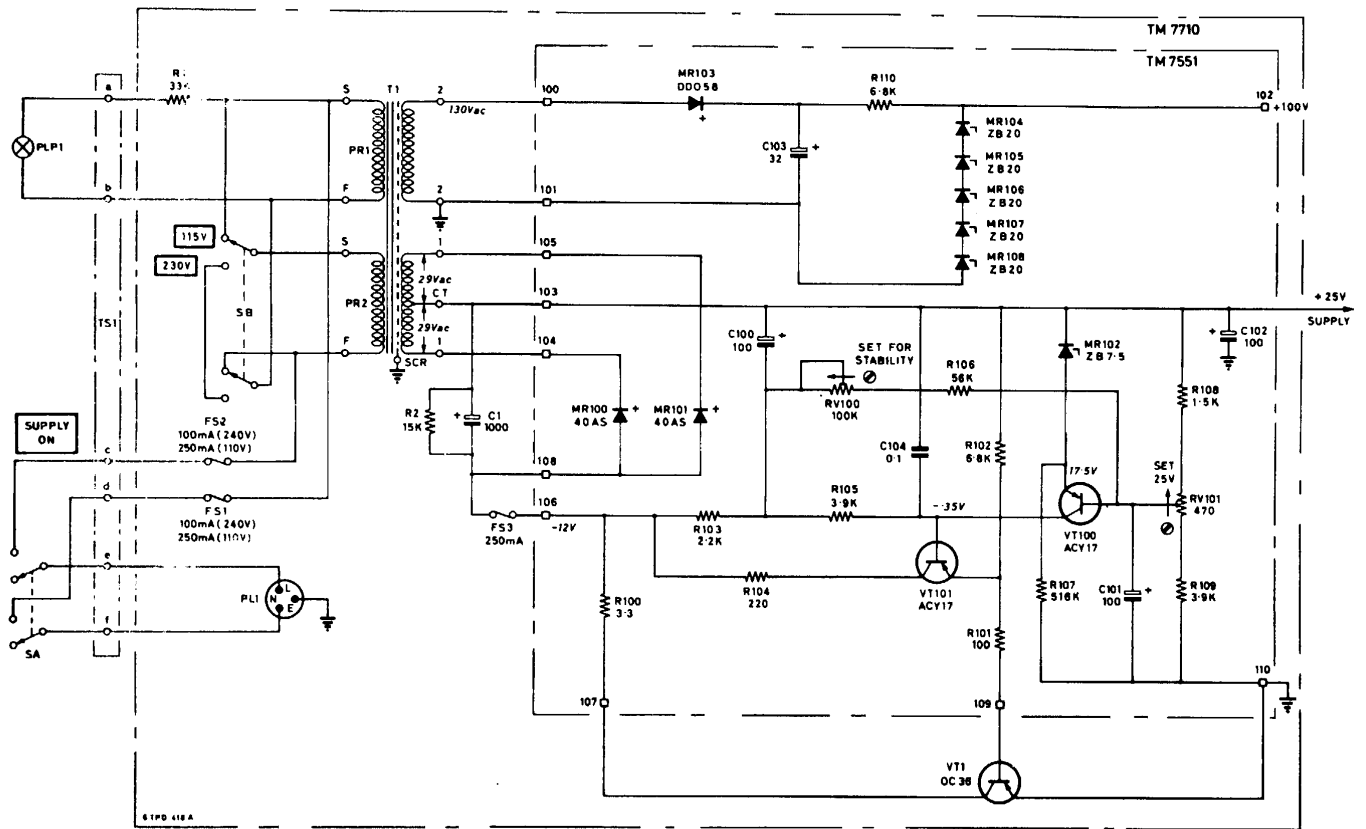 TM 7710
TM 7551
a
R
33K
S
T1
2
130Vac
100
MR103
DD058
+
R110
6·8K
102
+100V
PLP1
PR1
C103
32
+
MR104
ZB20
MR105
ZB20
MR106
ZB20
MR107
ZB20
MR108
ZB20
b
F
2
101
115V
230V
S
1
105
29Vac
CT
103
29Vac
TS1
SB
PR2
F
1
104
SCR
+25V
SUPPLY
C100
100
+
SET FOR
STABILITY
RV100
100K
R106
56K
MR102
ZB7·5
+
C102
100
R108
1·5K
R2
15K
+
C1
1000
MR100
40AS
+
MR101
40AS
+
C104
0·1
R102
6·8K
SUPPLY
ON
FS2
100mA (240V)
250mA (110V)
c
d
FS1
100mA (240V)
250mA (110V)
108
106
FS3
250mA
-12V
R103
2·2K
R105
3·9K
-·35V
17·5V
SET
25V
RV101
470
VT100
ACY17
R104
220
VT101
ACY17
R107
516K
C101
100
+
R109
3·9K
e
PL1
L
N
E
f
SA
R100
3·3
R101
100
110
107
109
VT1
OC36
6TPD 418A